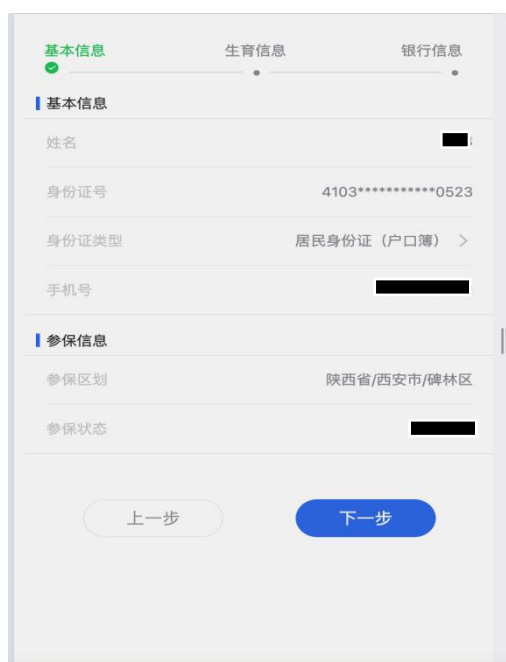 基本信息 生育信息 银行信息
基本信息
姓名
身份证号 4103***********0523
身份证类型 居民身份证（户口簿） >
手机号
参保信息
参保区划 陕西省/西安市/碑林区
参保状态
上一步 下一步